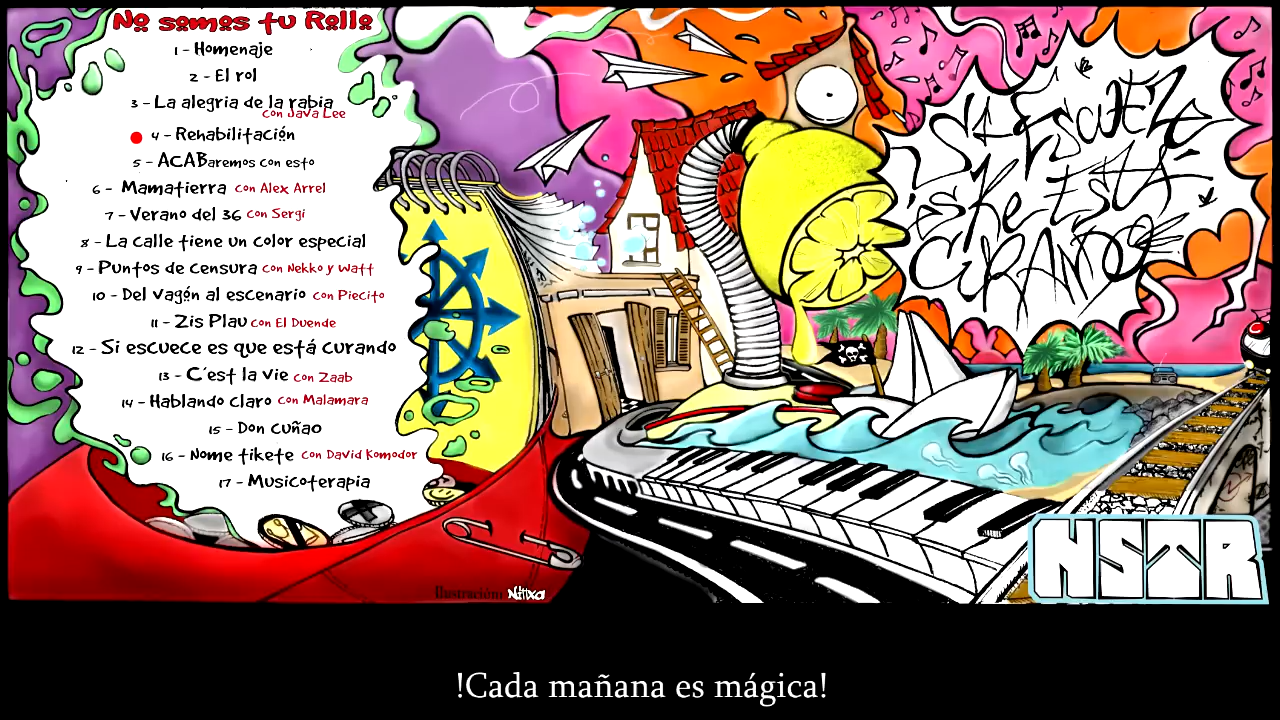 No somos tu Rollo
1 - Homenaje
2 - El rol
3 - La alegria de la rabia
con Java Lee
4 - Rehabilitación
5 - ACABaremos con esto
6 - Mamatierra con Alex Arrel
7 - Verano del 36 con Sergi
8 - La calle tiene un color especial
9 - Puntos de censura con Nekko y Watt
10 - Del vagón al escenario con Piecito
11 - Zis Plau con El Duende
12 - Si escuece es que está curando
13 - C'est la vie con Zaab
14 - Hablando claro con Malamara
15 - Don cuñao
16 - Nome tikete con David Komodor
17 - Musicoterapia
SI ESCUEZE
ES Ke ESTÁ
CURANDO
NSTR
Ilustración:
!Cada mañana es mágica!